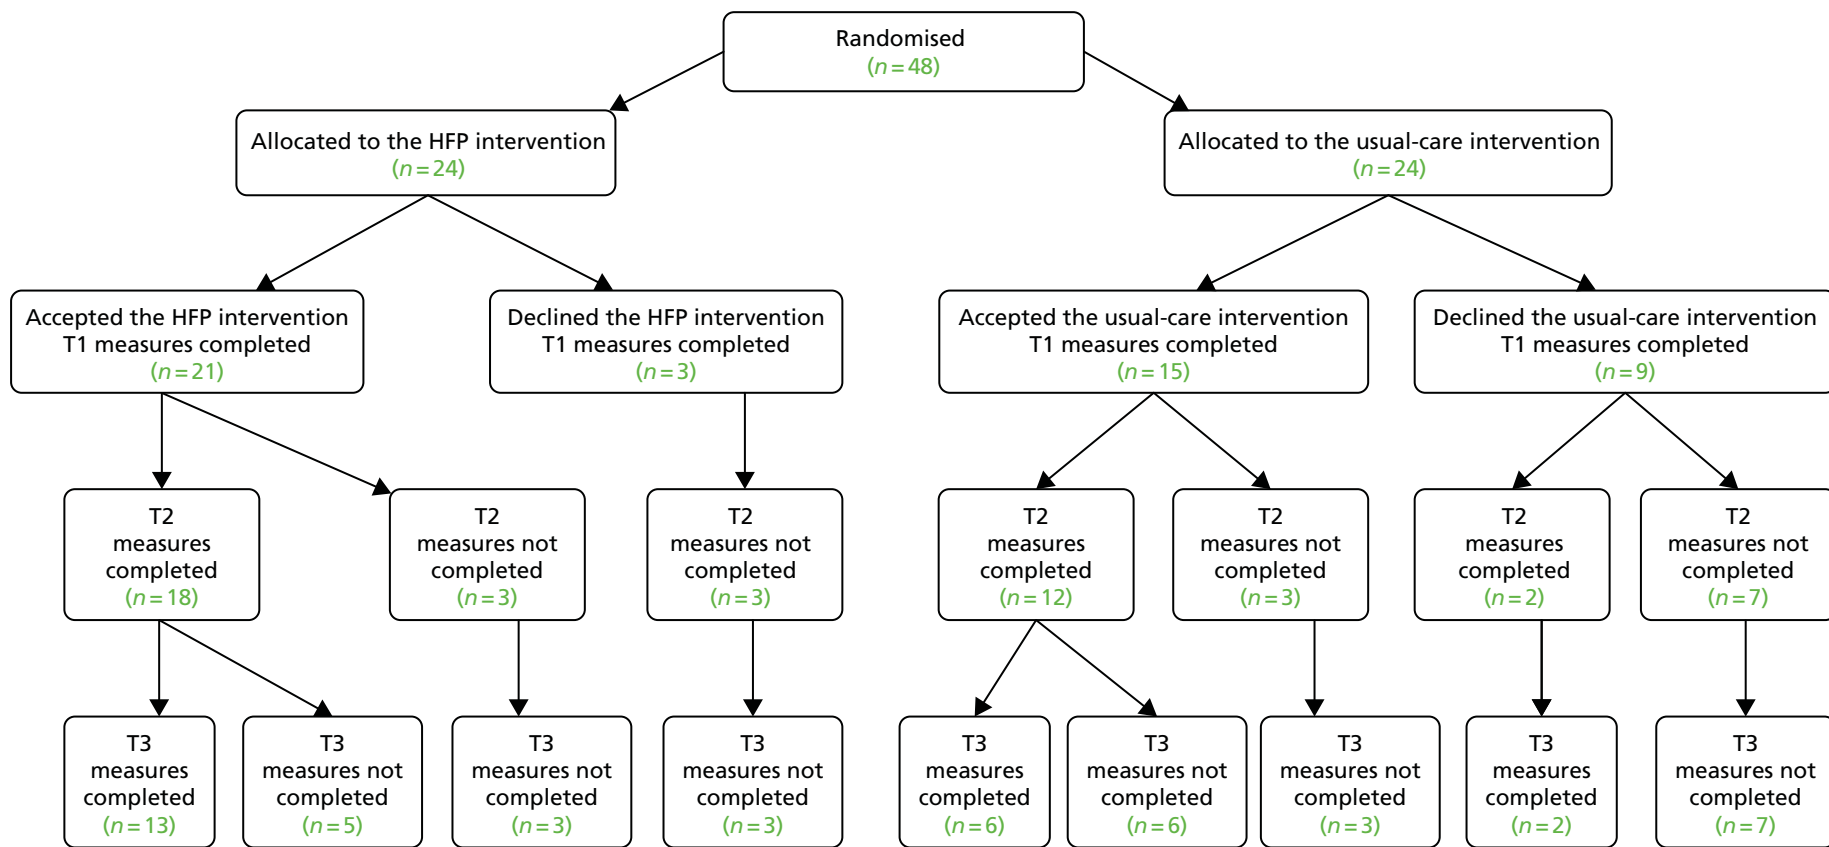 Randomised
(n=48)
Allocated to the HFP intervention
(n=24)
Allocated to the usual-care intervention
(n=24)
Accepted the HFP intervention
T1 measures completed
(n=21)
Declined the HFP intervention
T1 measures completed
(n=3)
Accepted the usual-care intervention
T1 measures completed
(n=15)
Declined the usual-care intervention
T1 measures completed
(n=9)
T2
measures
completed
(n=18)
T2
measures not
completed
(n=3)
T2
measures not
completed
(n=3)
T2
measures
completed
(n=12)
T2
measures not
completed
(n=3)
T2
measures
completed
(n=2)
T2
measures not
completed
(n=7)
T3
measures
completed
(n=13)
T3
measures not
completed
(n=5)
T3
measures not
completed
(n=3)
T3
measures not
completed
(n=3)
T3
measures
completed
(n=6)
T3
measures not
completed
(n=6)
T3
measures not
completed
(n=3)
T3
measures
completed
(n=2)
T3
measures not
completed
(n=7)